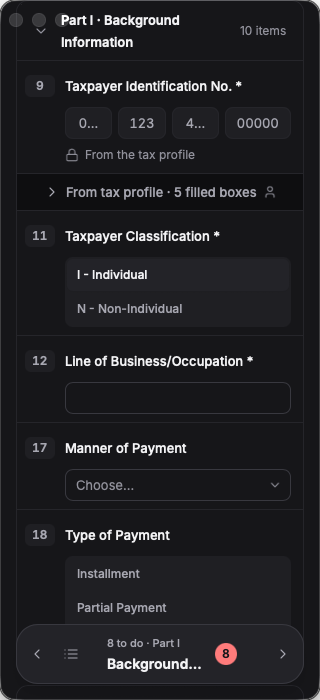 Part I · Background
Information
10 items
9
Taxpayer Identification No. *
0...
123
4...
00000
From the tax profile
From tax profile · 5 filled boxes
11
Taxpayer Classification *
I - Individual
N - Non-Individual
12
Line of Business/Occupation *
17
Manner of Payment
Choose...
18
Type of Payment
Installment
Partial Payment
8 to do · Part I
Background...
8